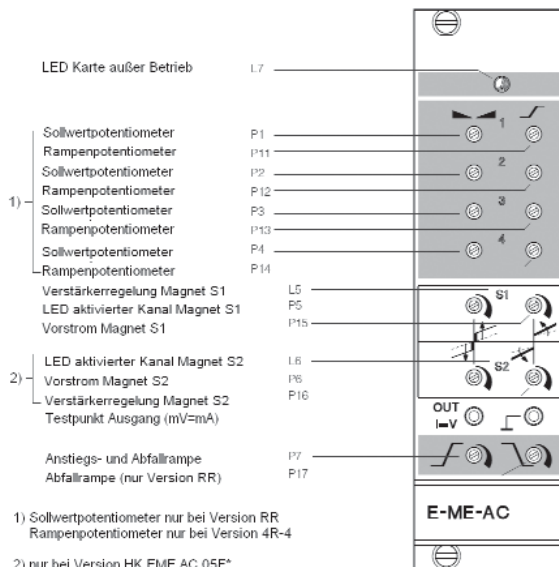 LED Karte außer Betrieb L7
Sollwertpotentiometer P1
Rampenpotentiometer P11
Sollwertpotentiometer P2
Rampenpotentiometer P12
Sollwertpotentiometer P3
Rampenpotentiometer P13
Sollwertpotentiometer P4
Rampenpotentiometer P14
1)
Verstärkerregelung Magnet S1 L5
LED aktivierter Kanal Magnet S1 P5
Vorstrom Magnet S1 P15
LED aktivierter Kanal Magnet S2 L6
Vorstrom Magnet S2 P6
Verstärkerregelung Magnet S2 P16
2)
Testpunkt Ausgang (mV=mA)
Anstiegs- und Abfallrampe P7
Abfallrampe (nur Version RR) P17
1) Sollwertpotentiometer nur bei Version RR
Rampenpotentiometer nur bei Version 4R-4
2) nur bei Version HK EME AC 05F*
1
2
3
4
S1
S2
OUT
I=V
E-ME-AC